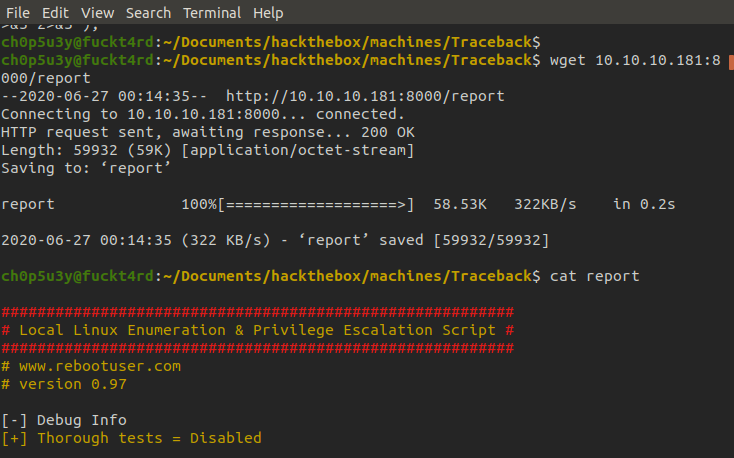 File Edit View Search Terminal Help
>&3 2>&3 ),
ch0p5u3y@fuckt4rd:~/Documents/hackthebox/machines/Traceback$
ch0p5u3y@fuckt4rd:~/Documents/hackthebox/machines/Traceback$ wget 10.10.10.181:8
000/report
--2020-06-27 00:14:35-- http://10.10.10.181:8000/report
Connecting to 10.10.10.181:8000... connected.
HTTP request sent, awaiting response... 200 OK
Length: 59932 (59K) [application/octet-stream]
Saving to: ‘report’
report 100%[===================>] 58.53K 322KB/s in 0.2s
2020-06-27 00:14:35 (322 KB/s) - ‘report’ saved [59932/59932]
ch0p5u3y@fuckt4rd:~/Documents/hackthebox/machines/Traceback$ cat report
#########################################################
# Local Linux Enumeration & Privilege Escalation Script #
#########################################################
# www.rebootuser.com
# version 0.97
[-] Debug Info
[+] Thorough tests = Disabled